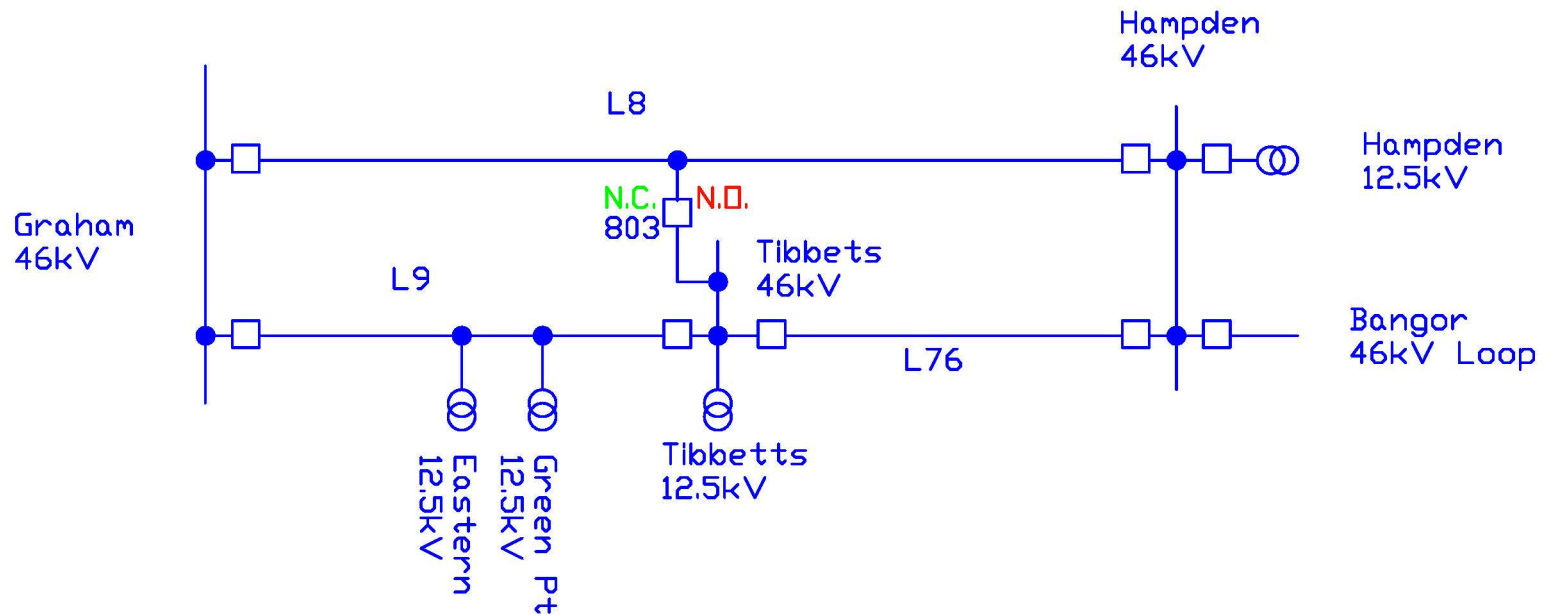 Hampden
46kV
L8
Hampden
12.5kV
N.C.
N.O.
803
Graham
46kV
Tibbets
46kV
L9
Bangor
46kV Loop
L76
Tibbetts
12.5kV
Eastern
12.5kV
Green Pt
12.5kV